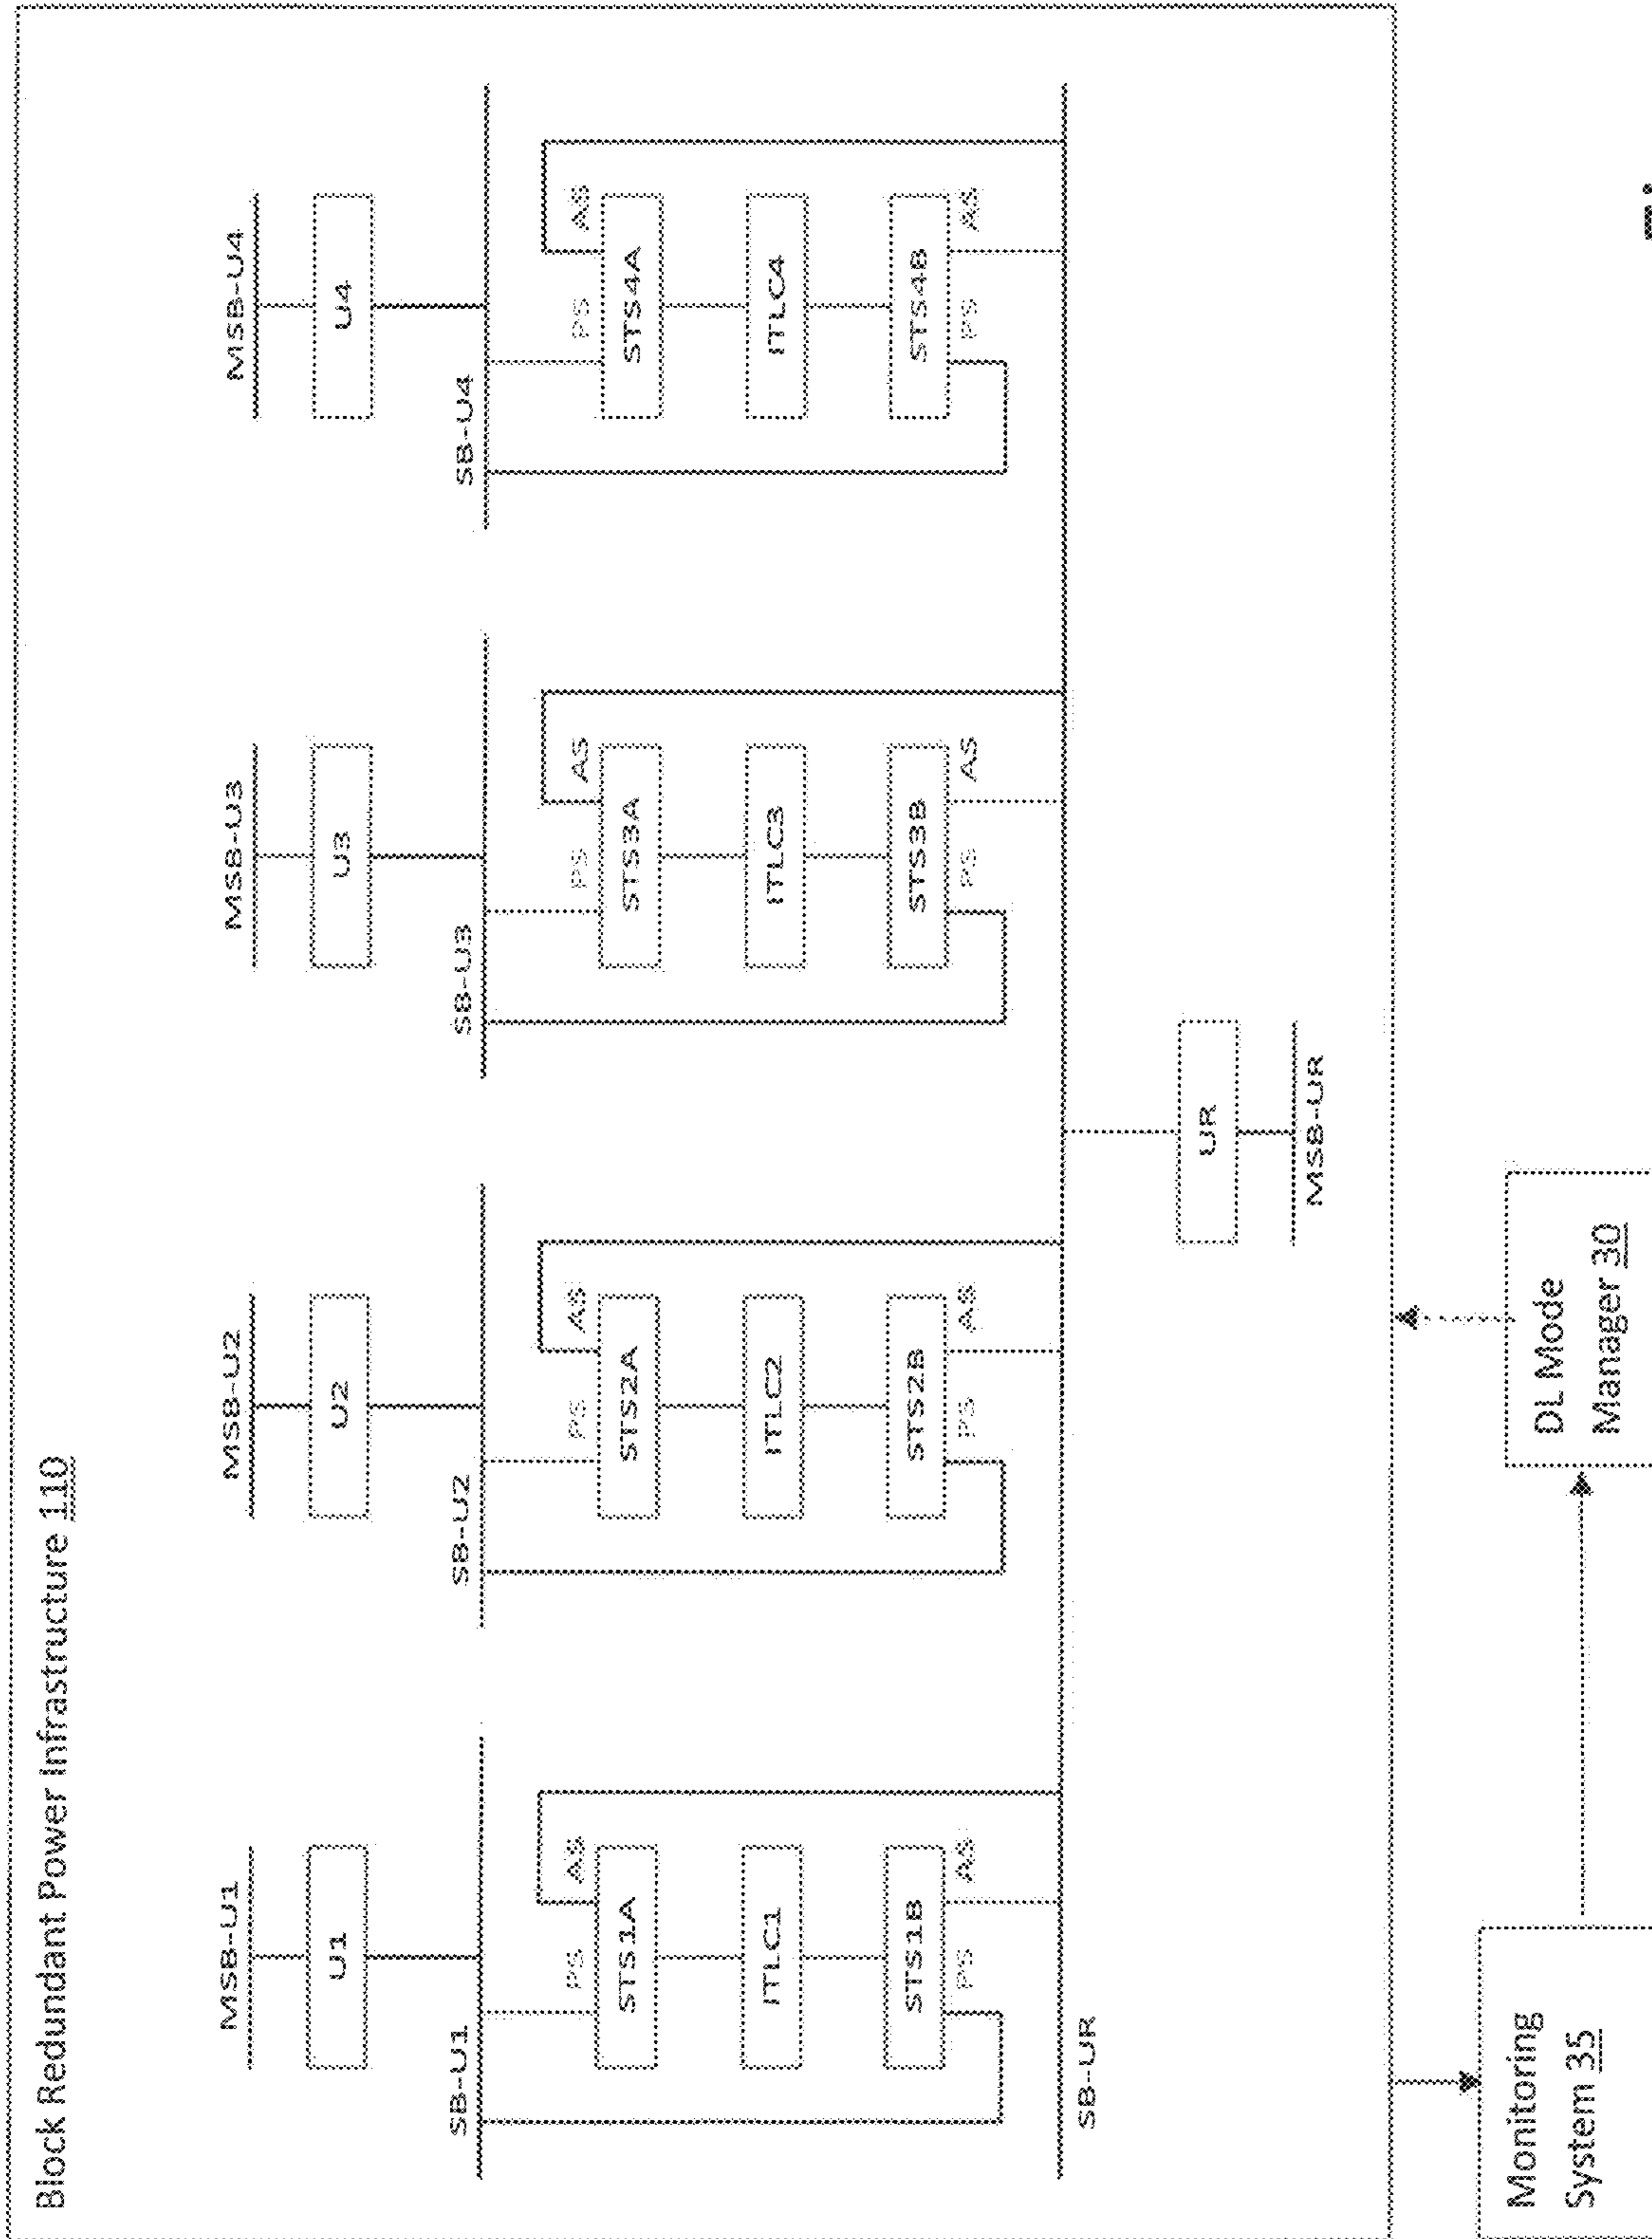 Block Redundant Power Infrastructure 110
MSB-U1
MSB-U2
MSB-U3
MSB-U4
U1
U2
U3
U4
SB-U1
SB-U2
SB-U3
SB-U4
PS
AS
PS
AS
PS
AS
PS
AS
STS1A
STS2A
STS3A
STS4A
ITLC1
ITLC2
ITLC3
ITLC4
STS1B
STS2B
STS3B
STS4B
PS
AS
PS
AS
PS
AS
PS
AS
SB-UR
UR
MSB-UR
Monitoring
System 35
DL Mode
Manager 30